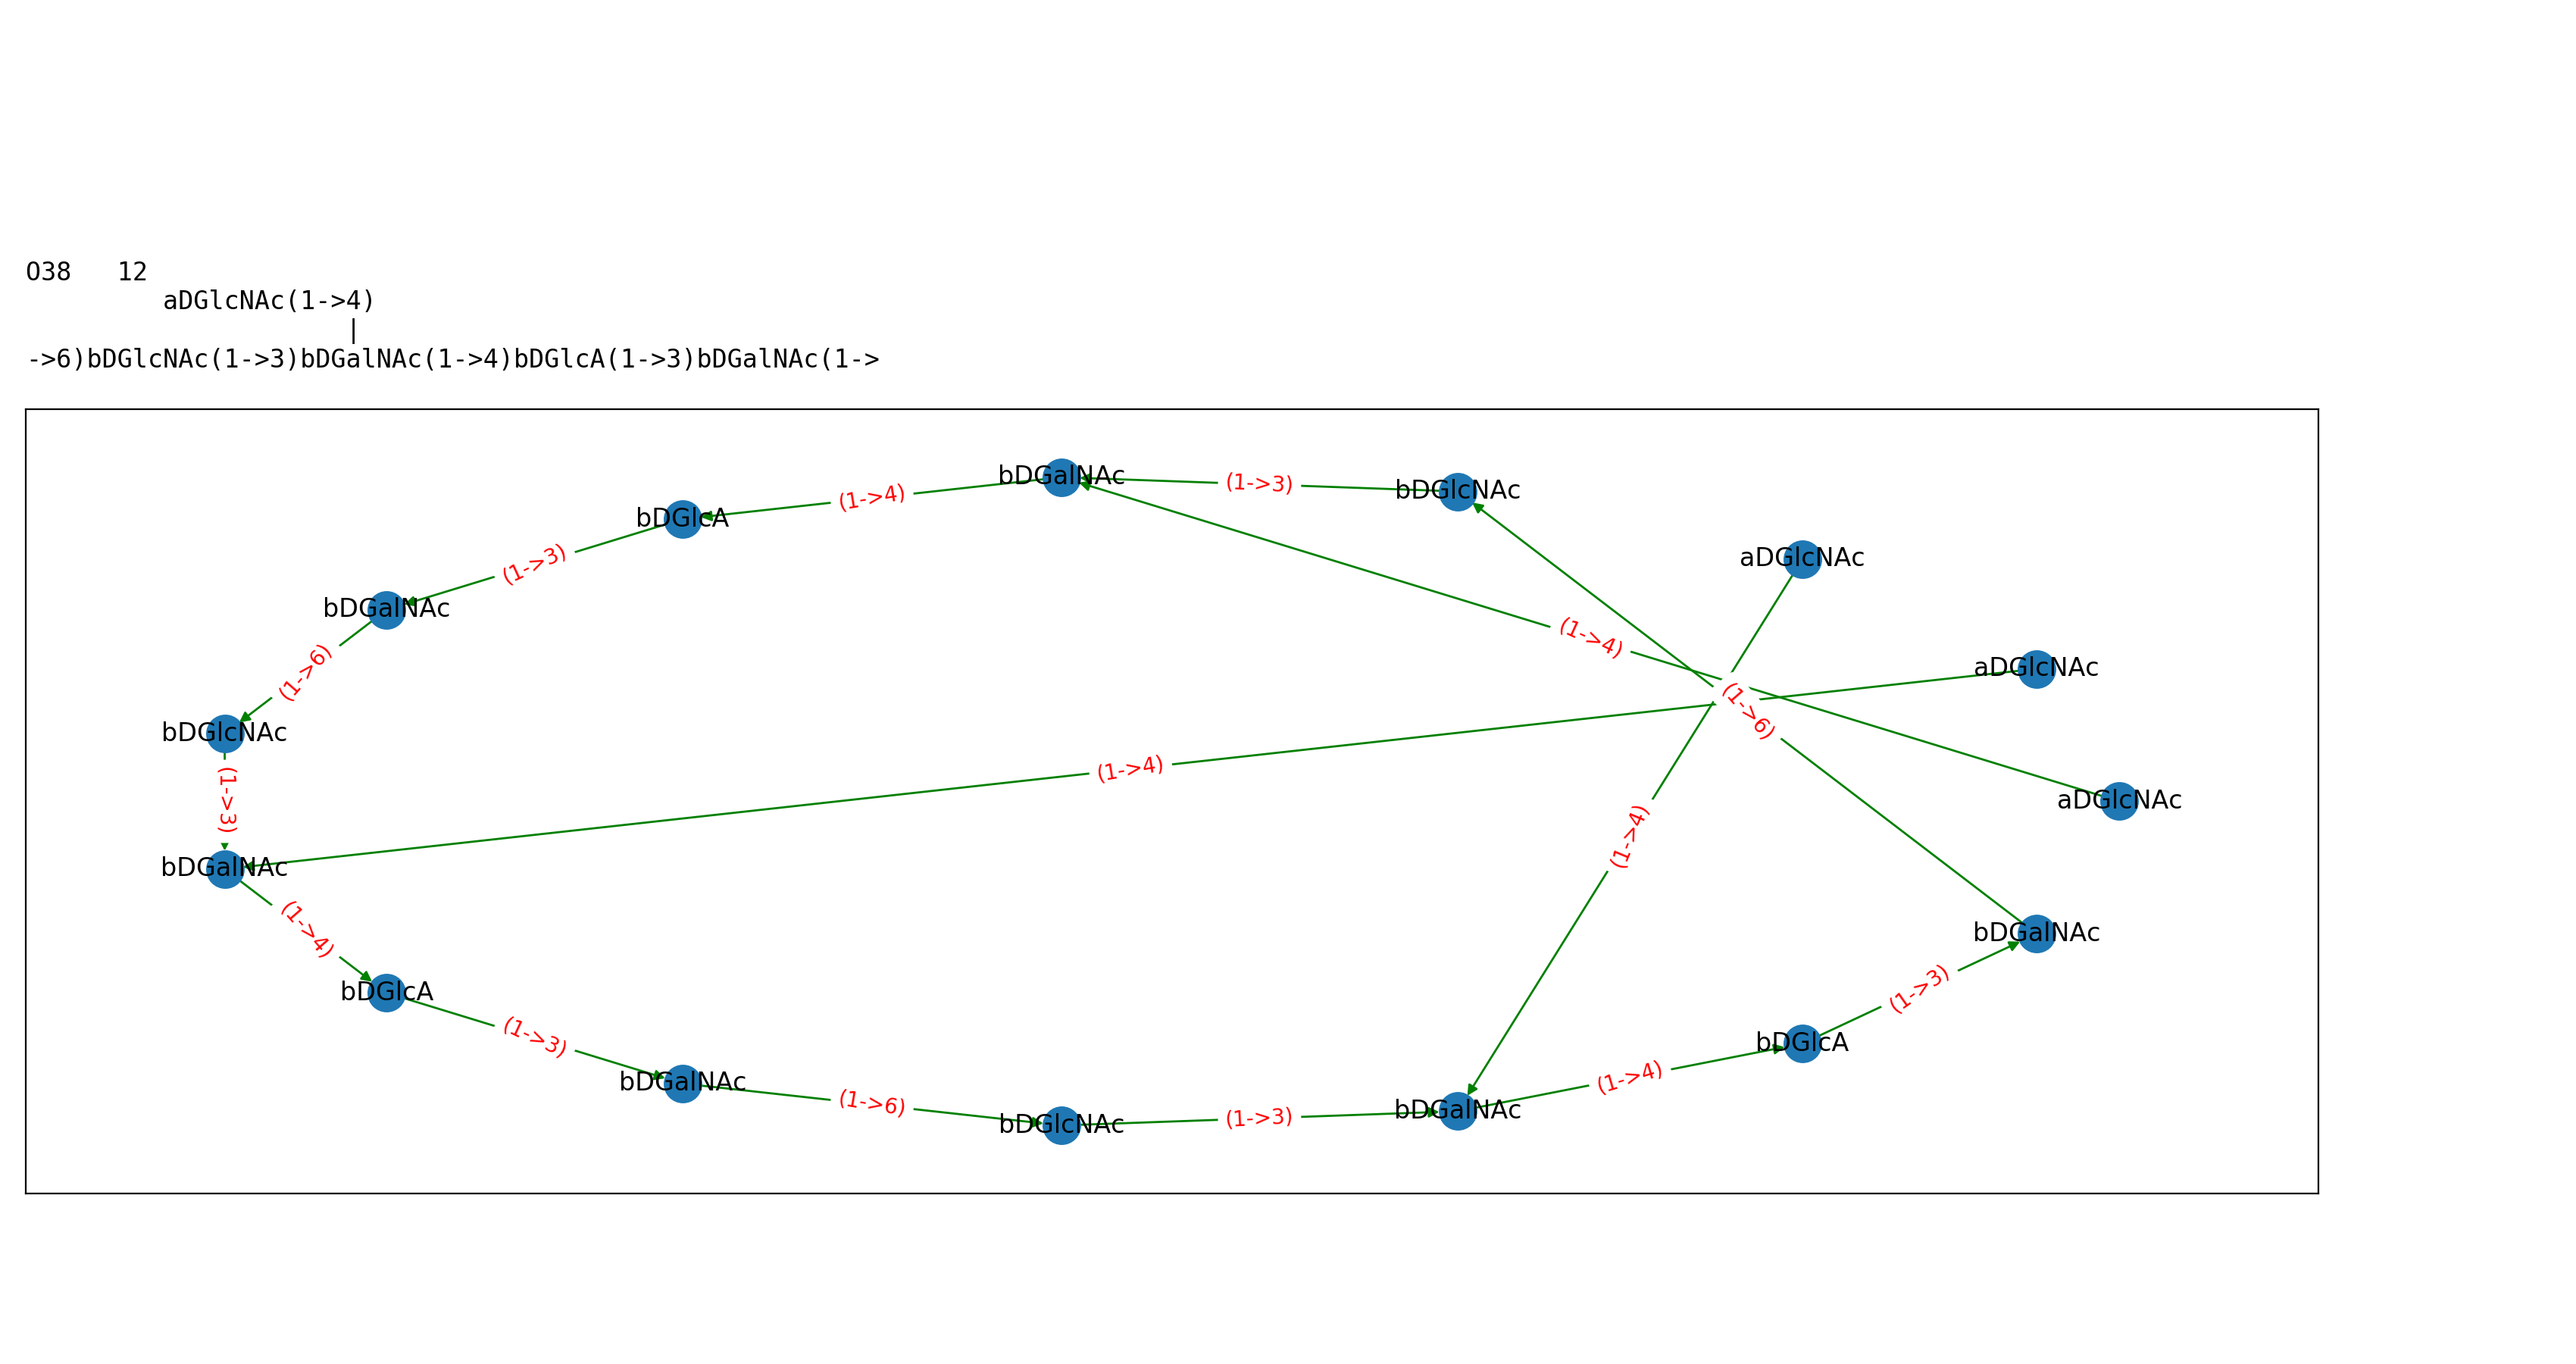 O38   12
         aDGlcNAc(1->4)
                     |
->6)bDGlcNAc(1->3)bDGalNAc(1->4)bDGlcA(1->3)bDGalNAc(1->
bDGalNAc (1->3) bDGlcNAc
bDGlcA (1->4)
(1->3) aDGlcNAc
bDGalNAc (1->4)
(1->6) aDGlcNAc
bDGlcNAc (1->6)
(1->3) (1->4) aDGlcNAc
bDGalNAc (1->4)
(1->4) bDGalNAc
bDGlcA (1->3)
(1->3) bDGlcA
bDGalNAc (1->4)
(1->6) bDGlcNAc (1->3) bDGalNAc